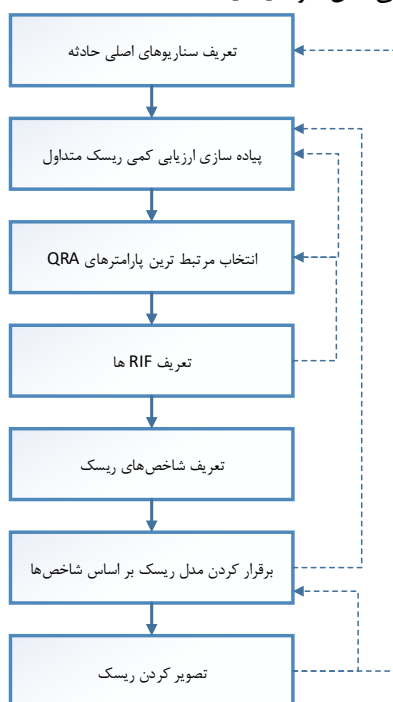 تعریف سناریوهای اصلی حادثه
پیاده سازی ارزیابی کمی ریسک متداول
انتخاب مرتبط ترین پارامترهای QRA
تعریف RIF ها
تعریف شاخص‌های ریسک
برقرار کردن مدل ریسک بر اساس شاخص‌ها
تصویر کردن ریسک